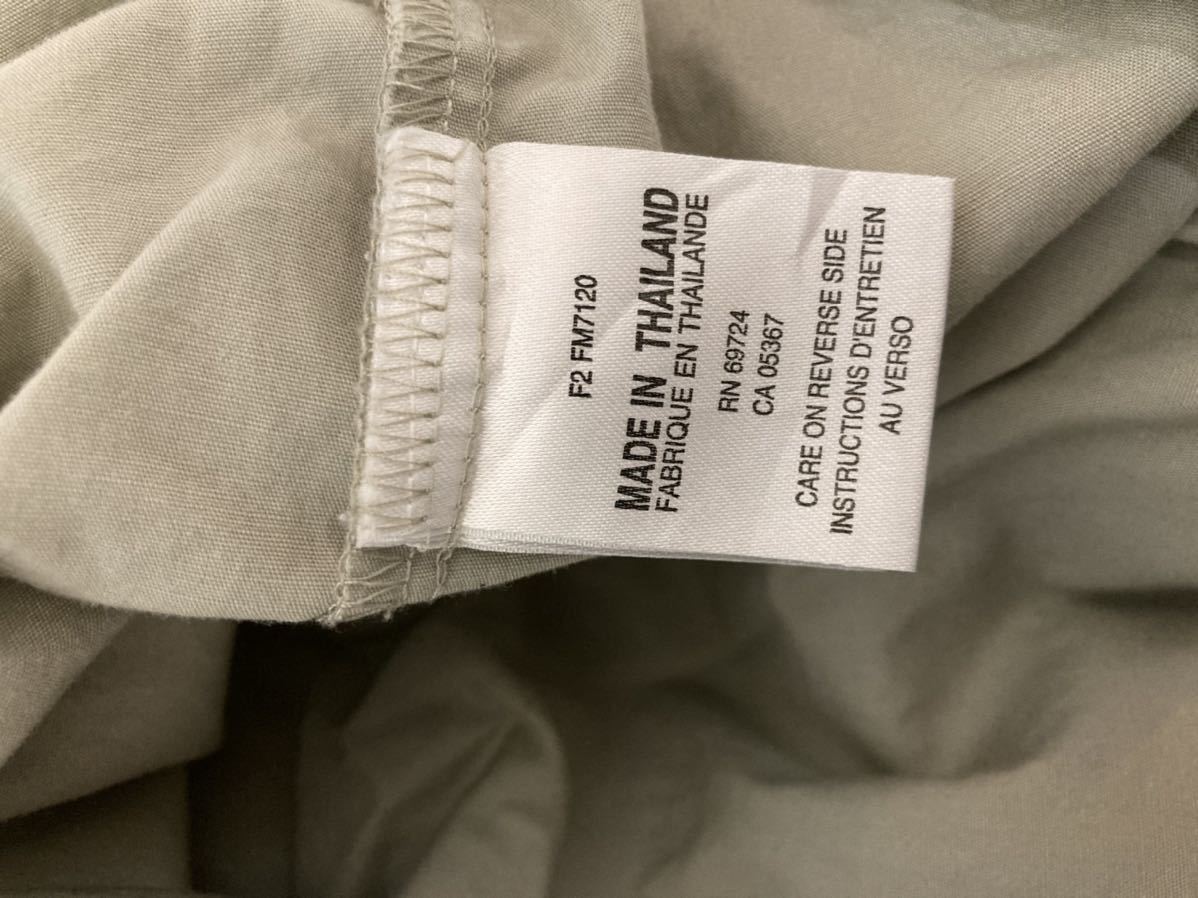 F2 FM7120
MADE IN THAILAND
FABRIQUE EN THAILANDE
RN 69724
CA 05367
CARE ON REVERSE SIDE
INSTRUCTIONS D'ENTRETIEN
AU VERSO